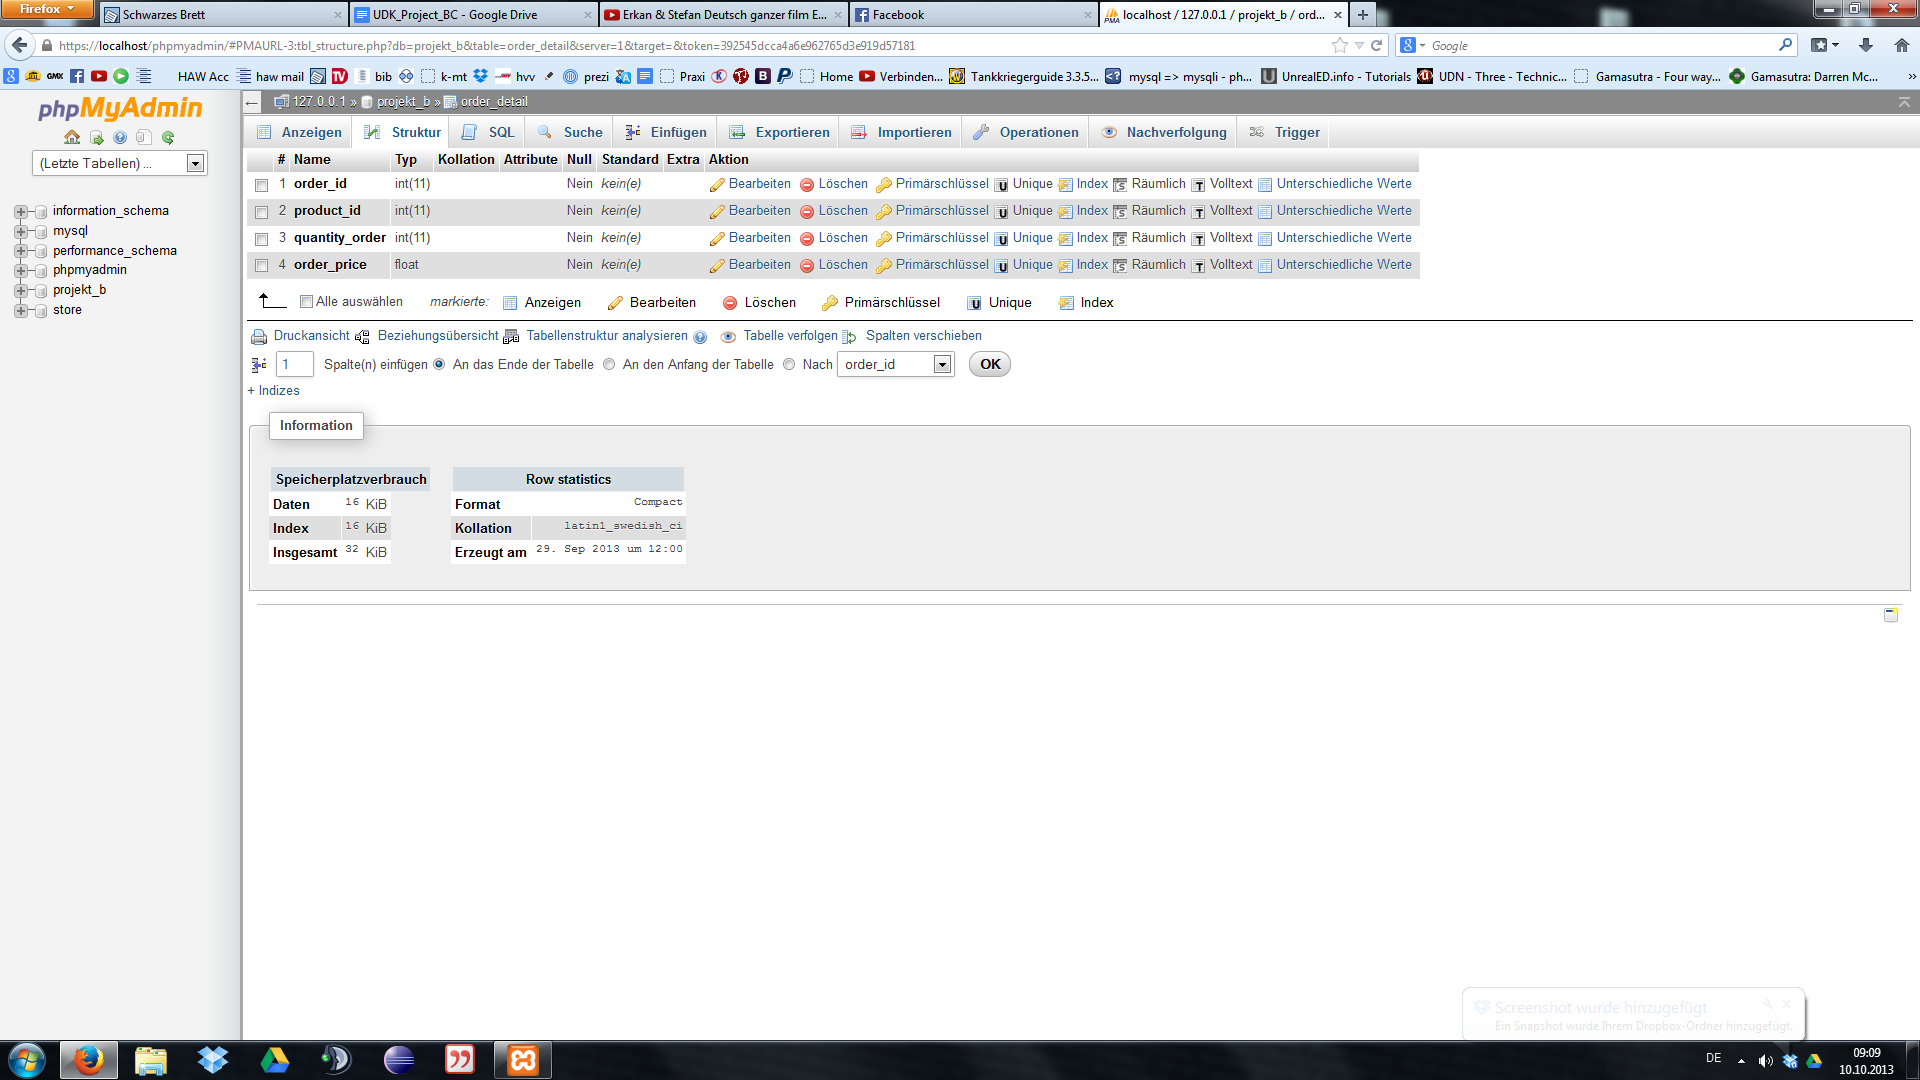 Firefox
Schwarzes Brett
UDK_Project_BC - Google Drive
Erkan & Stefan Deutsch ganzer film E...
Facebook
localhost / 127.0.0.1 / projekt_b / ord...
https://localhost/phpmyadmin/#PMAURL-3:tbl_structure.php?db=projekt_b&table=order_detail&server=1&target=&token=392545dcca4a6e962765d3e919d57181
Google
GMX HAW Acc haw mail bib k-mt hvv prezi Praxi Home Verbinden... Tankkriegerguide 3.3.5... mysql => mysqli - ph... UnrealED.info - Tutorials UDN - Three - Technic... Gamasutra - Four way... Gamasutra: Darren Mc... »
phpMyAdmin
(Letzte Tabellen) ...
information_schema
mysql
performance_schema
phpmyadmin
projekt_b
store
127.0.0.1 » projekt_b » order_detail
Anzeigen Struktur SQL Suche Einfügen Exportieren Importieren Operationen Nachverfolgung Trigger
# Name Typ Kollation Attribute Null Standard Extra Aktion
1 order_id int(11) Nein kein(e) Bearbeiten Löschen Primärschlüssel Unique Index Räumlich Volltext Unterschiedliche Werte
2 product_id int(11) Nein kein(e) Bearbeiten Löschen Primärschlüssel Unique Index Räumlich Volltext Unterschiedliche Werte
3 quantity_order int(11) Nein kein(e) Bearbeiten Löschen Primärschlüssel Unique Index Räumlich Volltext Unterschiedliche Werte
4 order_price float Nein kein(e) Bearbeiten Löschen Primärschlüssel Unique Index Räumlich Volltext Unterschiedliche Werte
Alle auswählen markierte: Anzeigen Bearbeiten Löschen Primärschlüssel Unique Index
Druckansicht Beziehungsübersicht Tabellenstruktur analysieren Tabelle verfolgen Spalten verschieben
1 Spalte(n) einfügen An das Ende der Tabelle An den Anfang der Tabelle Nach order_id OK
+ Indizes
Information
Speicherplatzverbrauch
Daten 16 KiB
Index 16 KiB
Insgesamt 32 KiB
Row statistics
Format Compact
Kollation latin1_swedish_ci
Erzeugt am 29. Sep 2013 um 12:00
Screenshot wurde hinzugefügt
Ein Snapshot wurde Ihrem Dropbox-Ordner hinzugefügt.
DE
09:09
10.10.2013